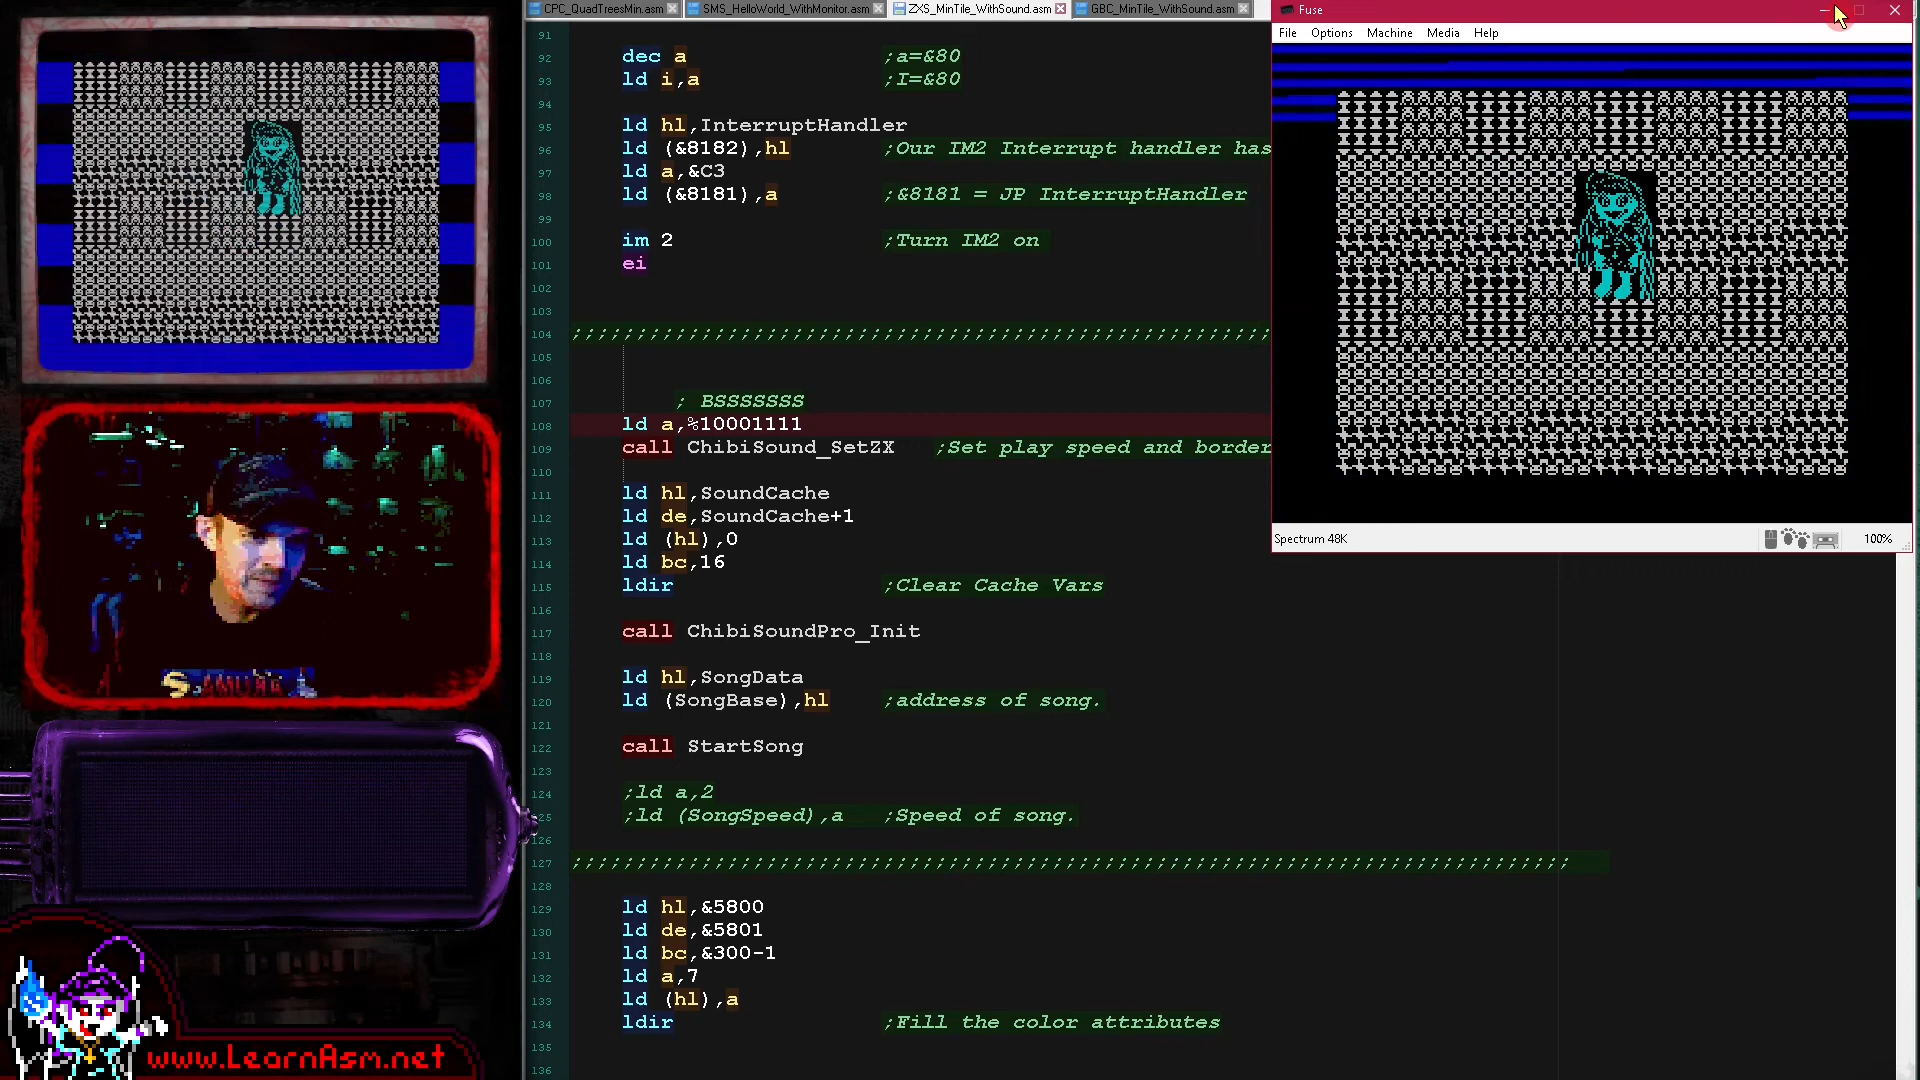 CPC_QuadTreesMin.asm
SMS_HelloWorld_WithMonitor.asm
ZXS_MinTile_WithSound.asm
GBC_MinTile_WithSound.asm
Fuse
File Options Machine Media Help
91
92 dec a ;a=&80
93 ld i,a ;I=&80
94
95 ld hl,InterruptHandler
96 ld (&8182),hl ;Our IM2 Interrupt handler has
97 ld a,&C3
98 ld (&8181),a ;&8181 = JP InterruptHandler
99
100 im 2 ;Turn IM2 on
101 ei
102
103
104 ;;;;;;;;;;;;;;;;;;;;;;;;;;;;;;;;;;;;;;;;;;;;;;;;;;;;;;
105
106
107 ; BSSSSSSS
108 ld a,%10001111
109 call ChibiSound_SetZX ;Set play speed and border
110
111 ld hl,SoundCache
112 ld de,SoundCache+1
113 ld (hl),0
114 ld bc,16
115 ldir ;Clear Cache Vars
116
117 call ChibiSoundPro_Init
118
119 ld hl,SongData
120 ld (SongBase),hl ;address of song.
121
122 call StartSong
123
124 ;ld a,2
125 ;ld (SongSpeed),a ;Speed of song.
126
127 ;;;;;;;;;;;;;;;;;;;;;;;;;;;;;;;;;;;;;;;;;;;;;;;;;;;;;;;;;;;;;;;;;;;;;;;;;;;;;
128
129 ld hl,&5800
130 ld de,&5801
131 ld bc,&300-1
132 ld a,7
133 ld (hl),a
134 ldir ;Fill the color attributes
135
136
Spectrum 48K
100%
www.LearnAsm.net